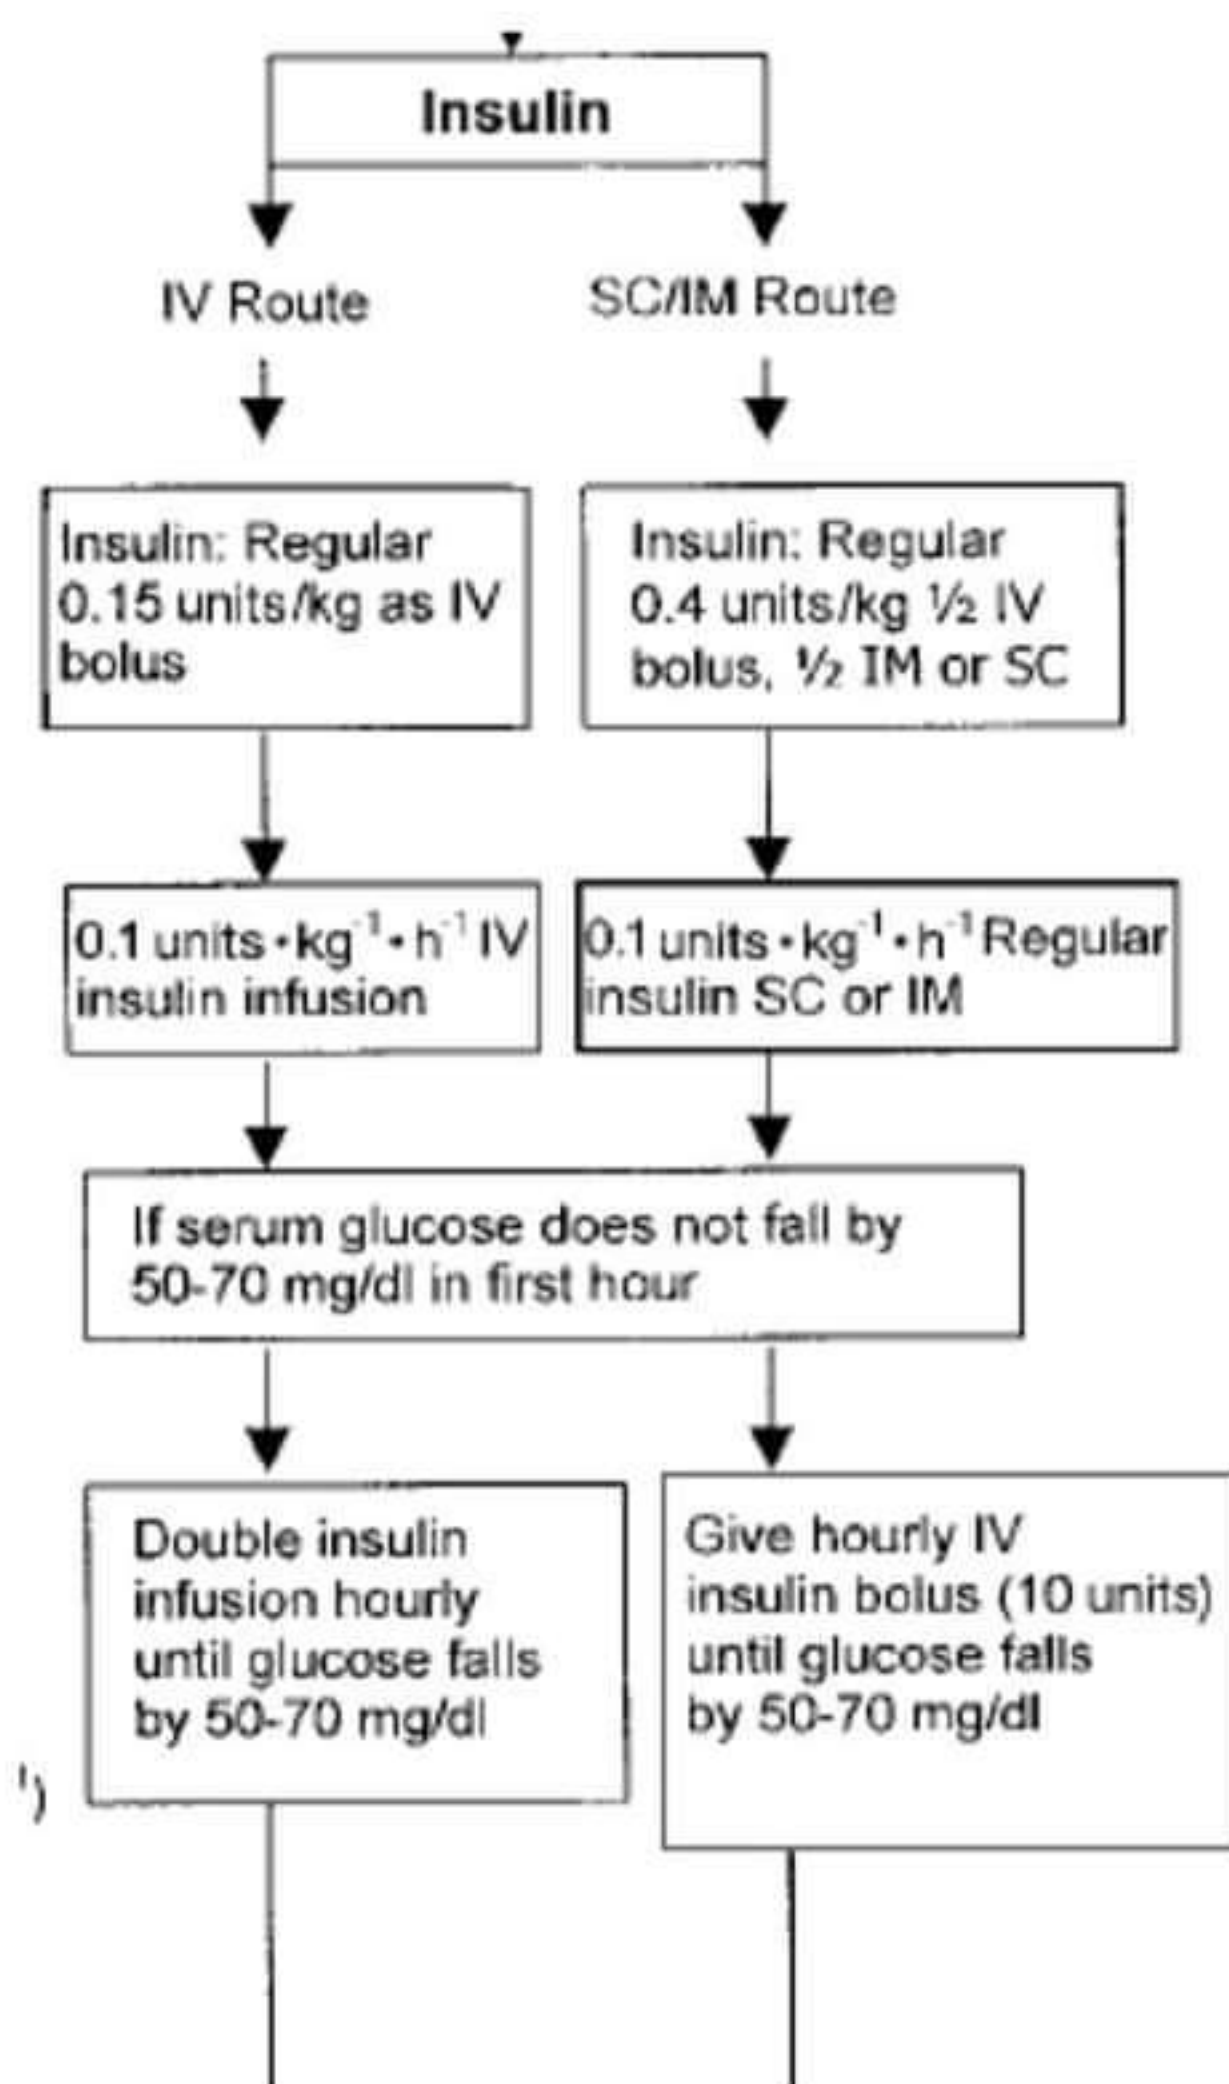 Insulin
IV Route
SC/IM Route
Insulin: Regular
0.15 units/kg as IV
bolus
Insulin: Regular
0.4 units/kg ½ IV
bolus, ½ IM or SC
0.1 units•kg⁻¹•h⁻¹ IV
insulin infusion
0.1 units•kg⁻¹•h⁻¹ Regular
insulin SC or IM
If serum glucose does not fall by
50-70 mg/dl in first hour
Double insulin
infusion hourly
until glucose falls
by 50-70 mg/dl
Give hourly IV
insulin bolus (10 units)
until glucose falls
by 50-70 mg/dl
¹)